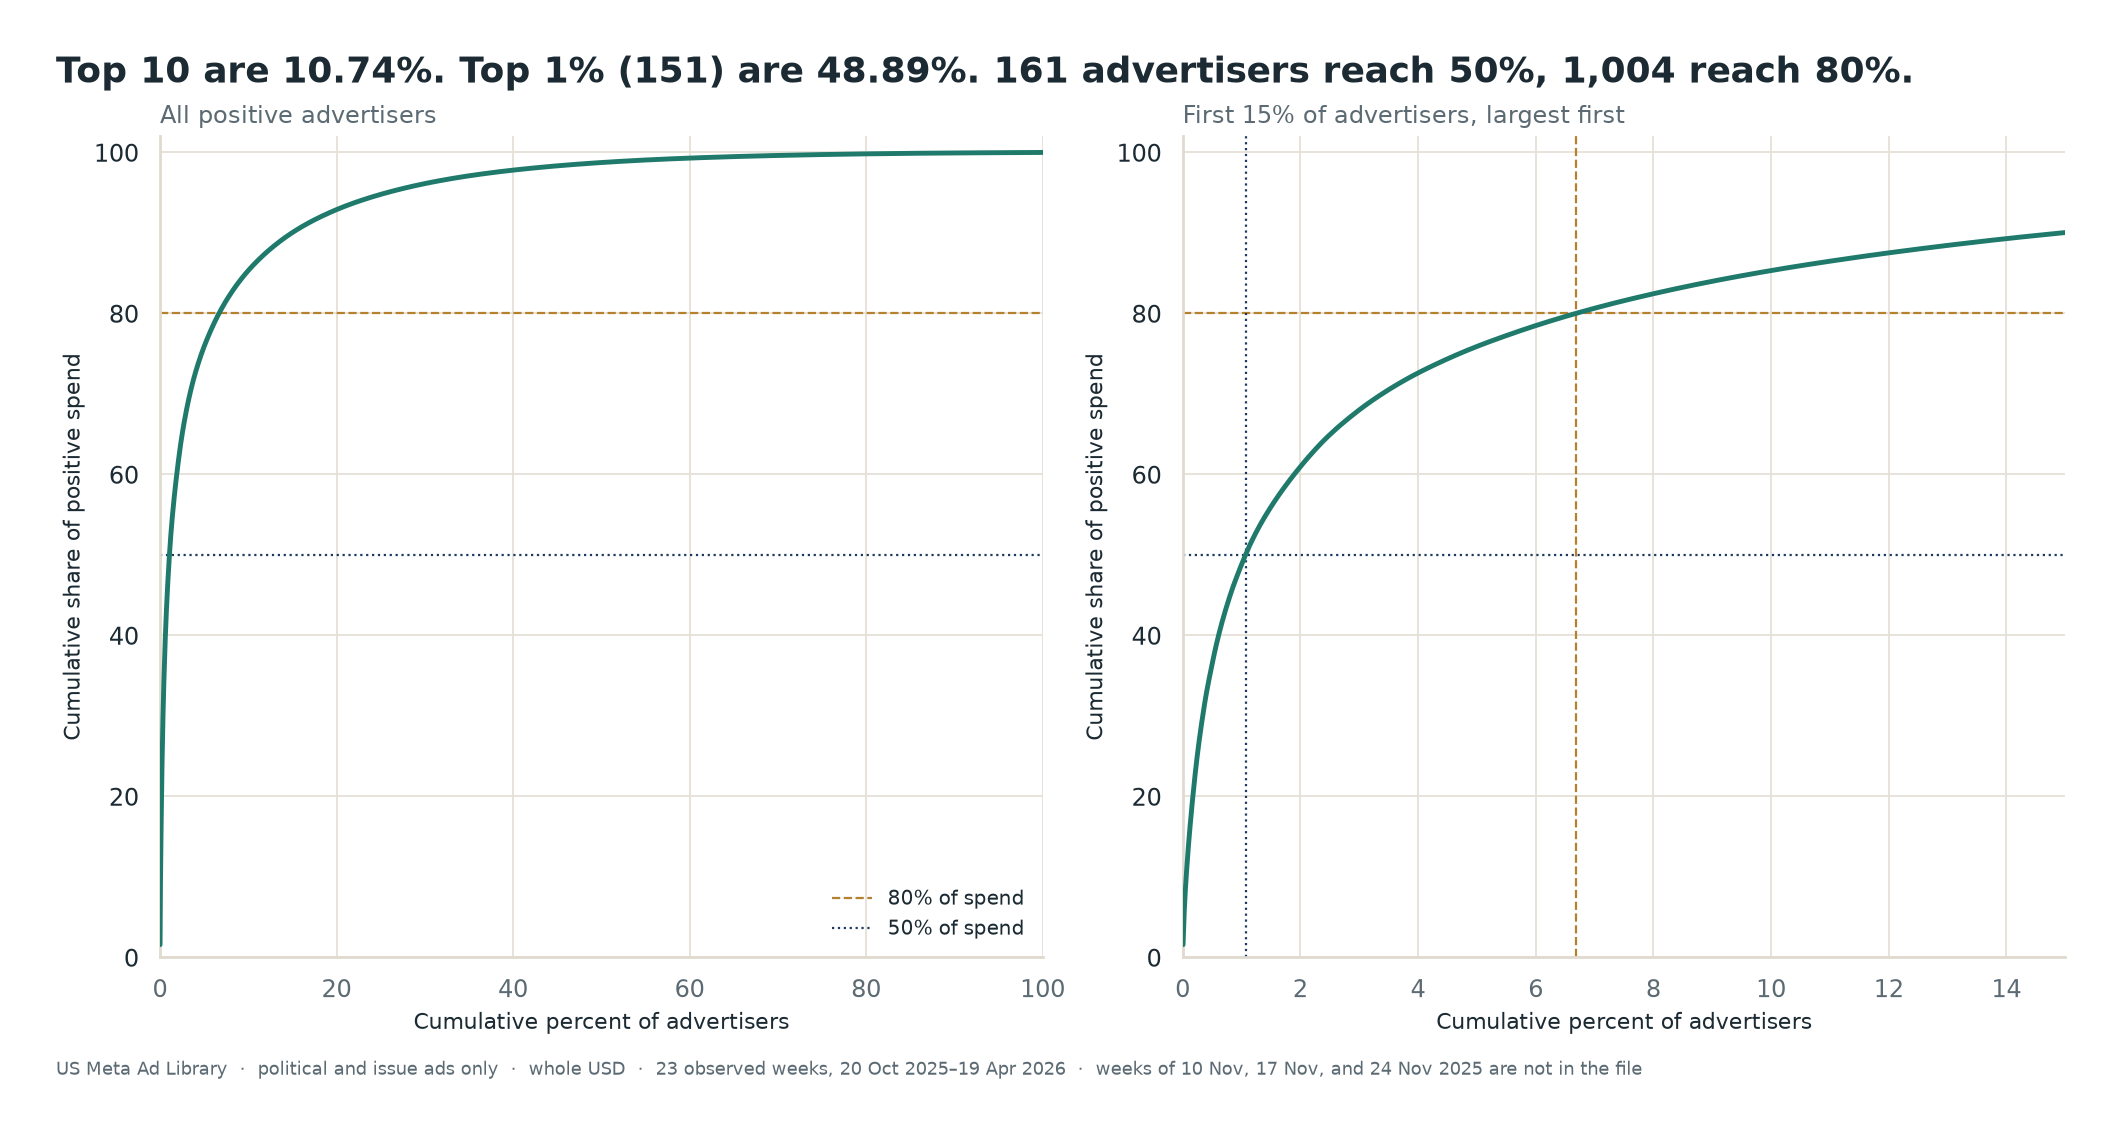 Top 10 are 10.74%. Top 1% (151) are 48.89%. 161 advertisers reach 50%, 1,004 reach 80%.
All positive advertisers
Cumulative share of positive spend
100
80
60
40
20
0
80% of spend
50% of spend
0 20 40 60 80 100
Cumulative percent of advertisers
First 15% of advertisers, largest first
Cumulative share of positive spend
100
80
60
40
20
0
0 2 4 6 8 10 12 14
Cumulative percent of advertisers
US Meta Ad Library · political and issue ads only · whole USD · 23 observed weeks, 20 Oct 2025–19 Apr 2026 · weeks of 10 Nov, 17 Nov, and 24 Nov 2025 are not in the file